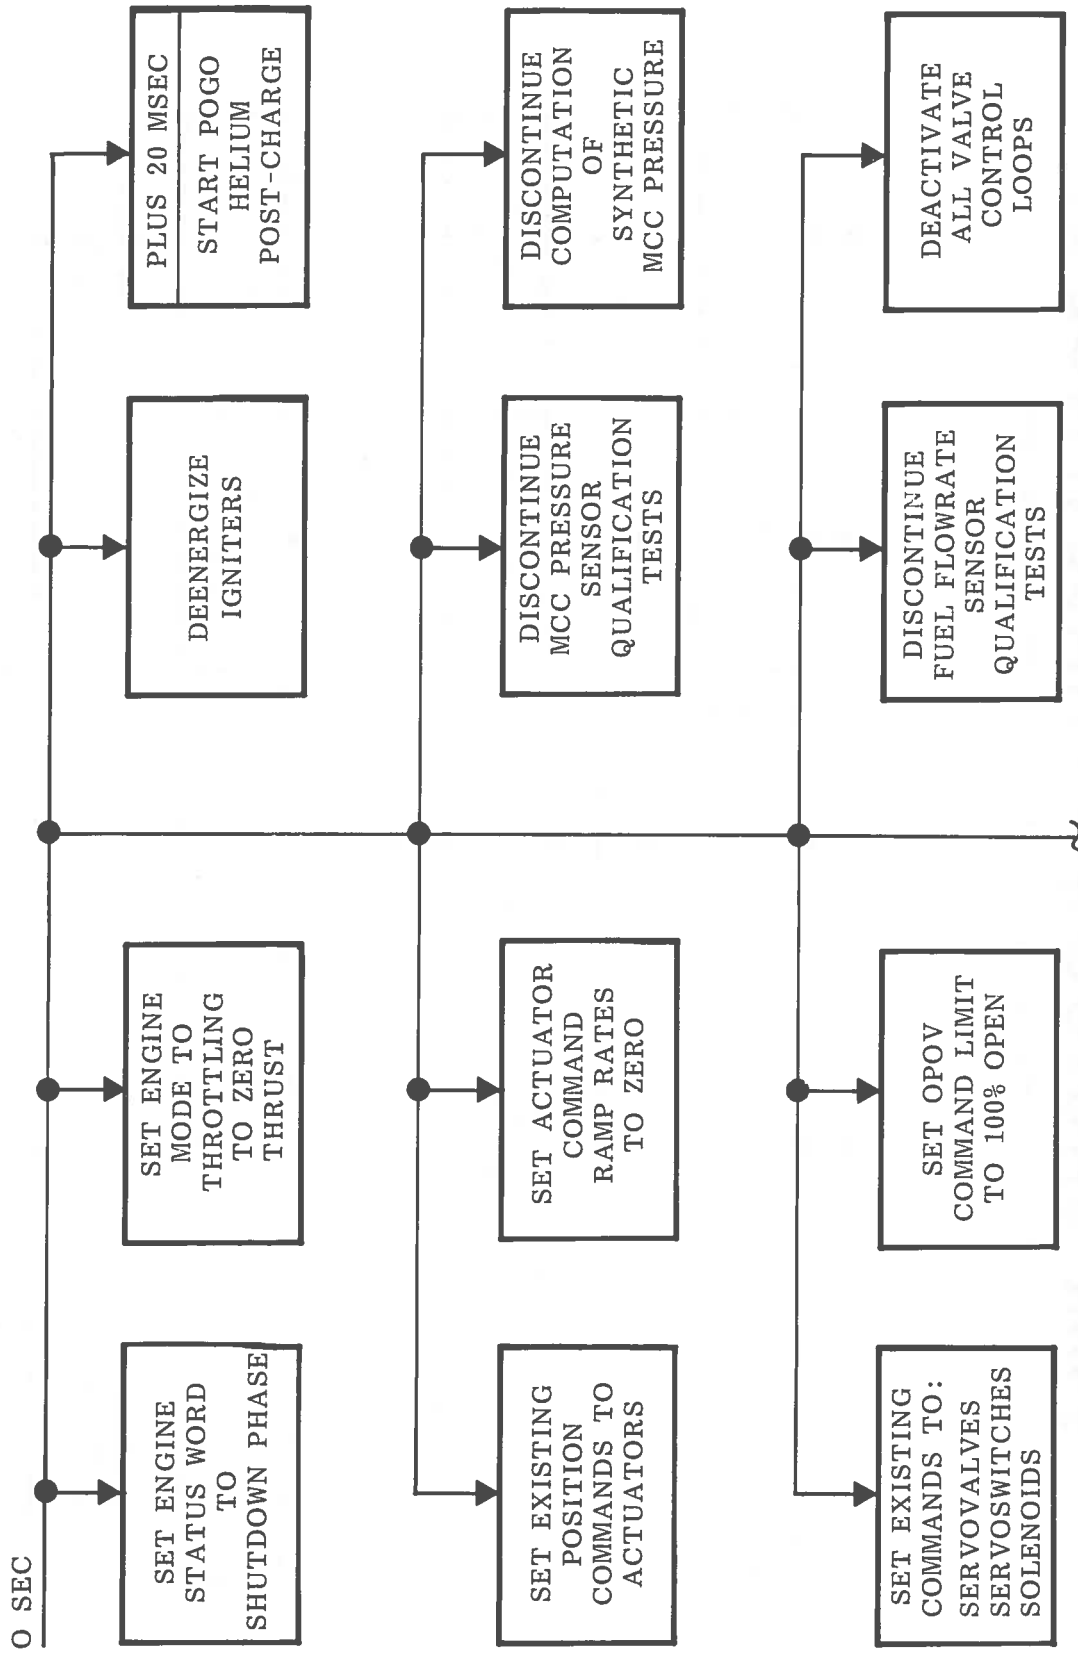 O SEC
SET ENGINE
STATUS WORD
TO
SHUTDOWN PHASE
SET ENGINE
MODE TO
THROTTLING
TO ZERO
THRUST
DEENERGIZE
IGNITERS
PLUS 20 MSEC
START POGO
HELIUM
POST-CHARGE
SET EXISTING
POSITION
COMMANDS TO
ACTUATORS
SET ACTUATOR
COMMAND
RAMP RATES
TO ZERO
DISCONTINUE
MCC PRESSURE
SENSOR
QUALIFICATION
TESTS
DISCONTINUE
COMPUTATION
OF
SYNTHETIC
MCC PRESSURE
SET EXISTING
COMMANDS TO:
SERVOVALVES
SERVOSWITCHES
SOLENOIDS
SET OPOV
COMMAND LIMIT
TO 100% OPEN
DISCONTINUE
FUEL FLOWRATE
SENSOR
QUALIFICATION
TESTS
DEACTIVATE
ALL VALVE
CONTROL
LOOPS